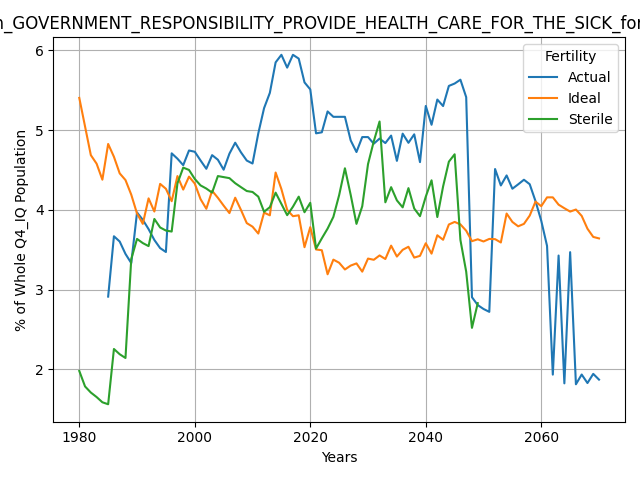 _GOVERNMENT_RESPONSIBILITY_PROVIDE_HEALTH_CARE_FOR_THE_SICK_for
Fertility
Actual
Ideal
Sterile
% of Whole Q4_IQ Population
6
5
4
3
2
1980 2000 2020 2040 2060
Years